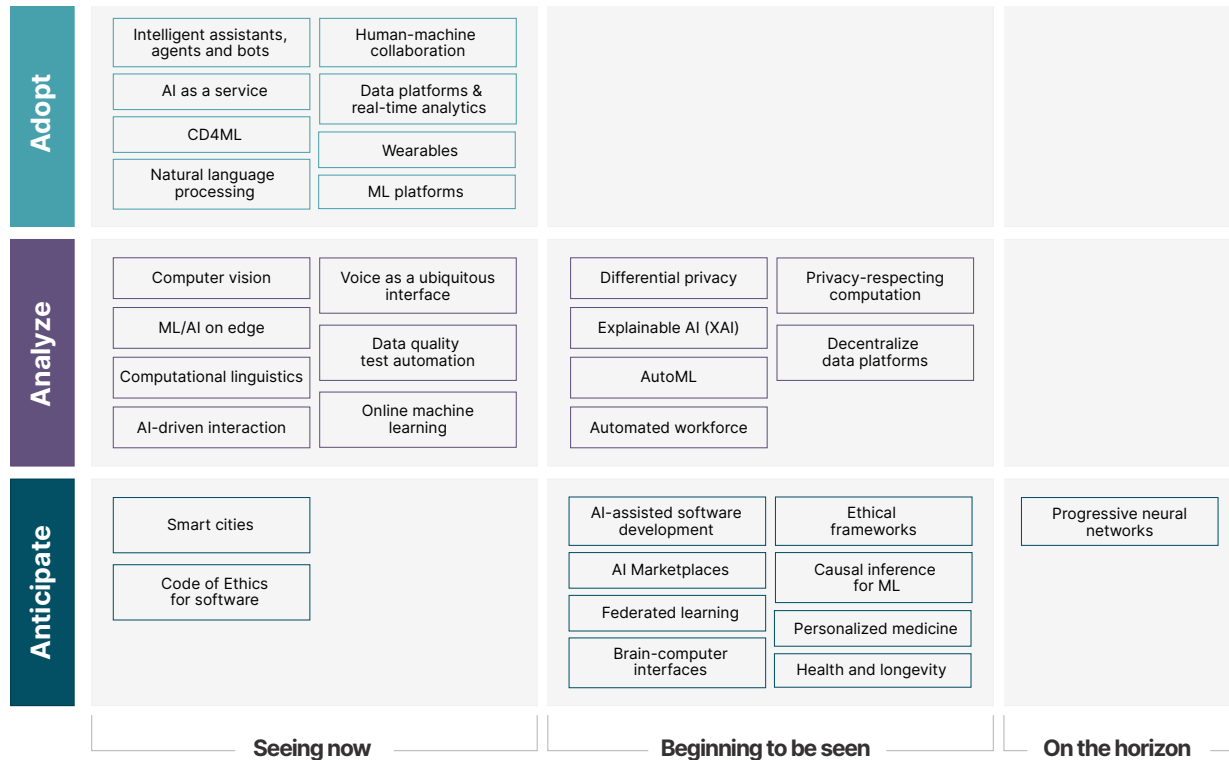 Adopt
Intelligent assistants,
agents and bots
AI as a service
CD4ML
Natural language
processing
Human-machine
collaboration
Data platforms &
real-time analytics
Wearables
ML platforms
Analyze
Computer vision
ML/AI on edge
Computational linguistics
AI-driven interaction
Voice as a ubiquitous
interface
Data quality
test automation
Online machine
learning
Differential privacy
Explainable AI (XAI)
AutoML
Automated workforce
Privacy-respecting
computation
Decentralize
data platforms
Anticipate
Smart cities
Code of Ethics
for software
AI-assisted software
development
AI Marketplaces
Federated learning
Brain-computer
interfaces
Ethical
frameworks
Causal inference
for ML
Personalized medicine
Health and longevity
Progressive neural
networks
Seeing now
Beginning to be seen
On the horizon